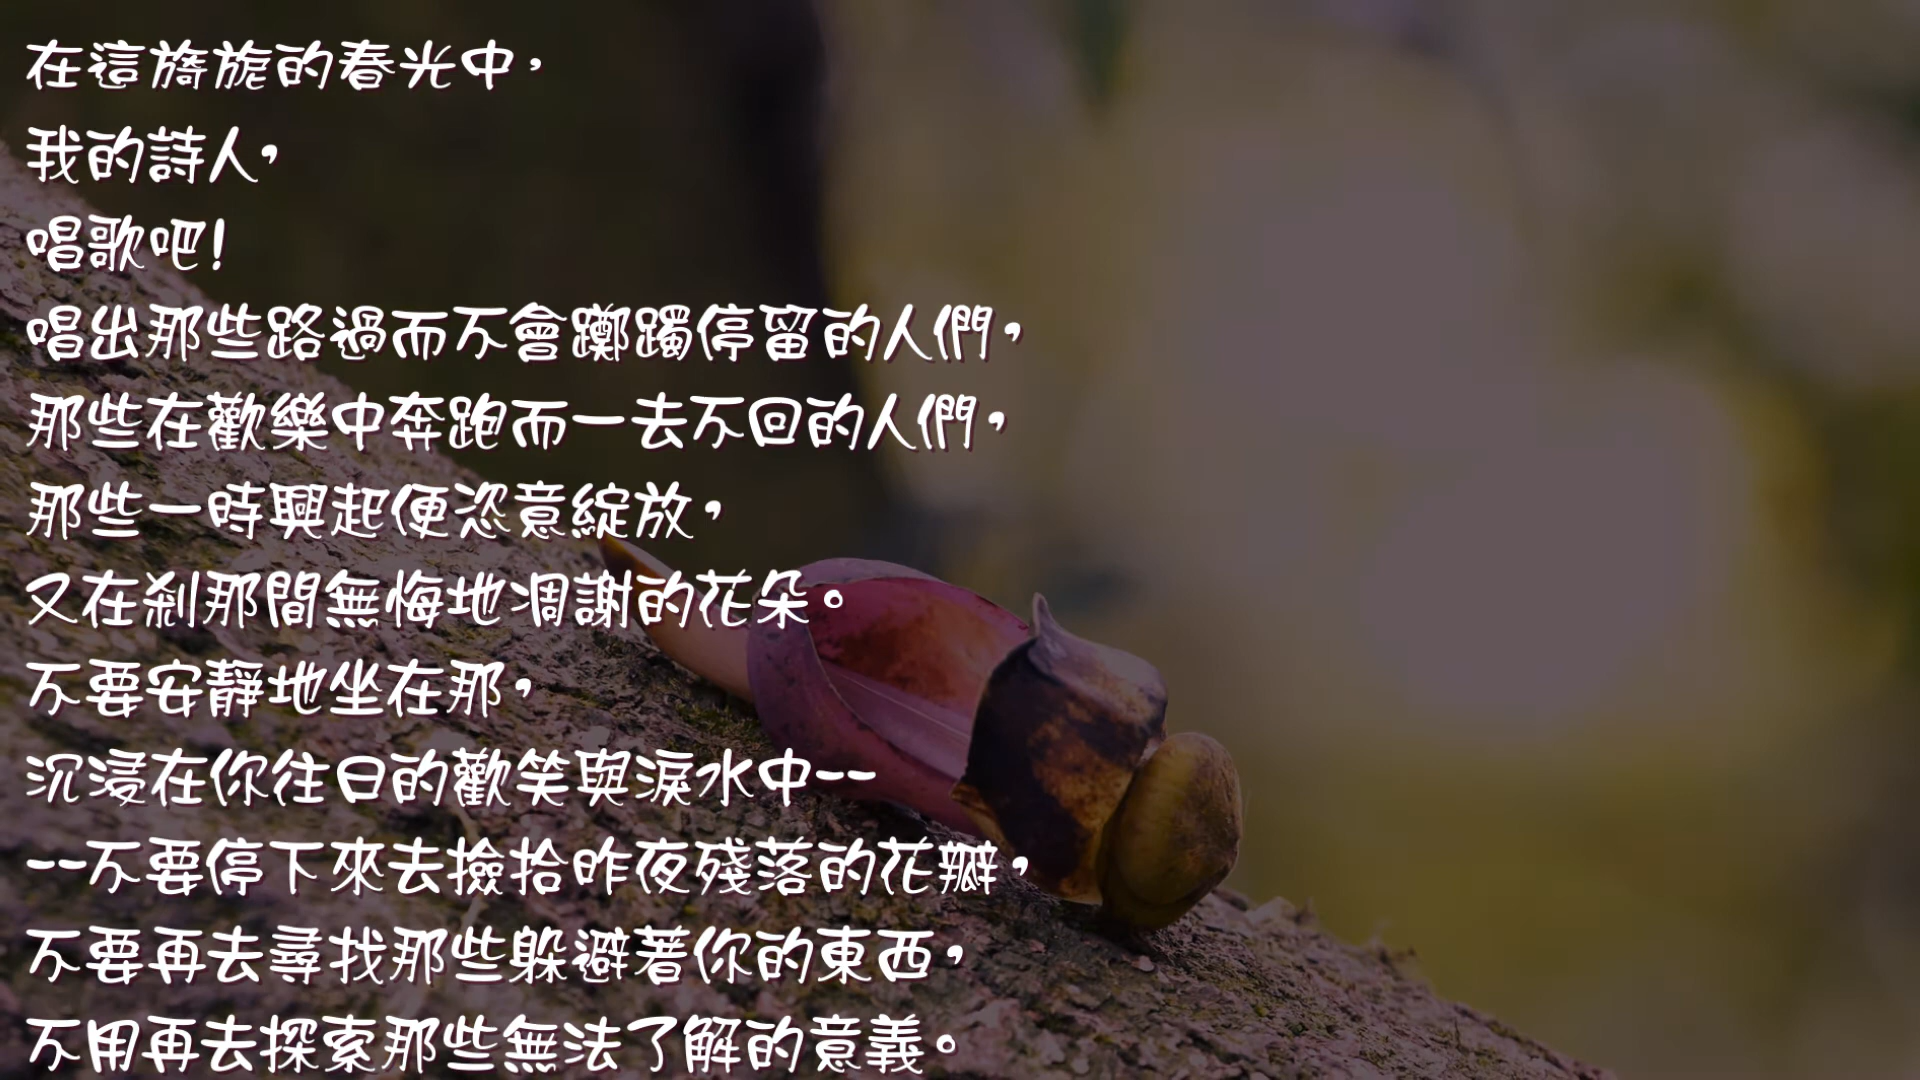 在這旖旎的春光中，
我的詩人，
唱歌吧！
唱出那些路過而不會躑躅停留的人們，
那些在歡樂中奔跑而一去不回的人們，
那些一時興起便恣意綻放，
又在剎那間無悔地凋謝的花朵。
不要安靜地坐在那，
沉浸在你往日的歡笑與淚水中--
--不要停下來去撿拾昨夜殘落的花瓣，
不要再去尋找那些躲避著你的東西，
不用再去探索那些無法了解的意義。